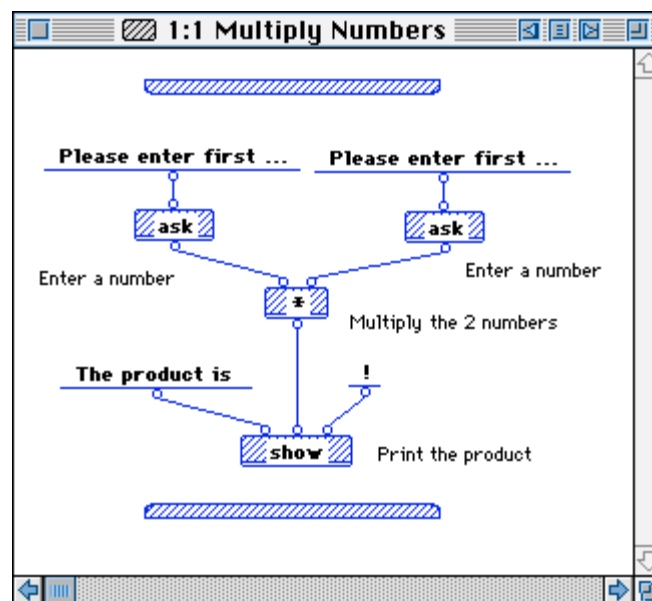 1:1 Multiply Numbers
Please enter first ...
Please enter first ...
ask
ask
Enter a number
Enter a number
*
Multiply the 2 numbers
The product is
!
show
Print the product